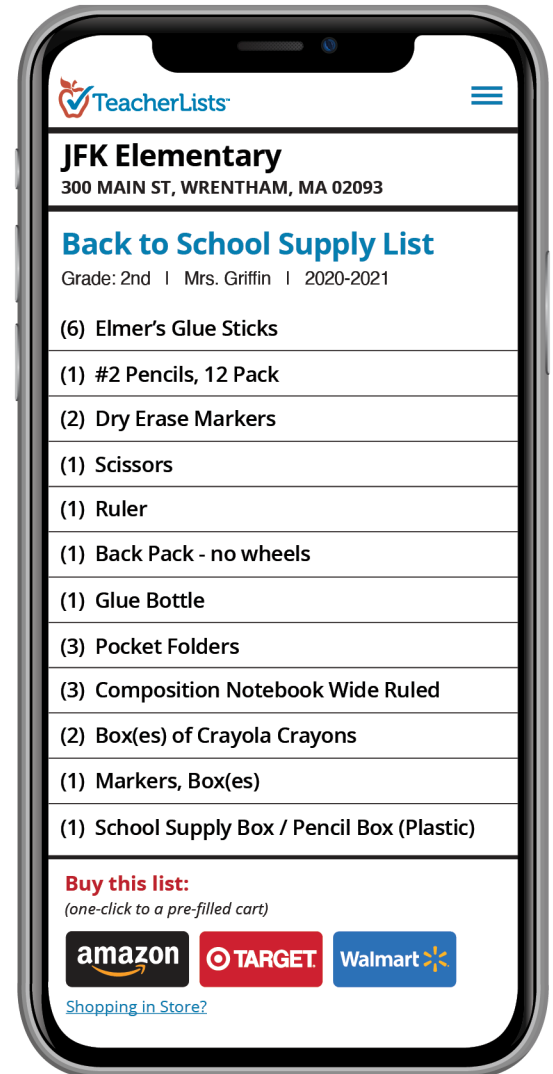 TeacherLists
JFK Elementary
300 MAIN ST, WRENTHAM, MA 02093
Back to School Supply List
Grade: 2nd | Mrs. Griffin | 2020-2021
(6) Elmer's Glue Sticks
(1) #2 Pencils, 12 Pack
(2) Dry Erase Markers
(1) Scissors
(1) Ruler
(1) Back Pack - no wheels
(1) Glue Bottle
(3) Pocket Folders
(3) Composition Notebook Wide Ruled
(2) Box(es) of Crayola Crayons
(1) Markers, Box(es)
(1) School Supply Box / Pencil Box (Plastic)
Buy this list:
(one-click to a pre-filled cart)
amazon TARGET Walmart
Shopping in Store?